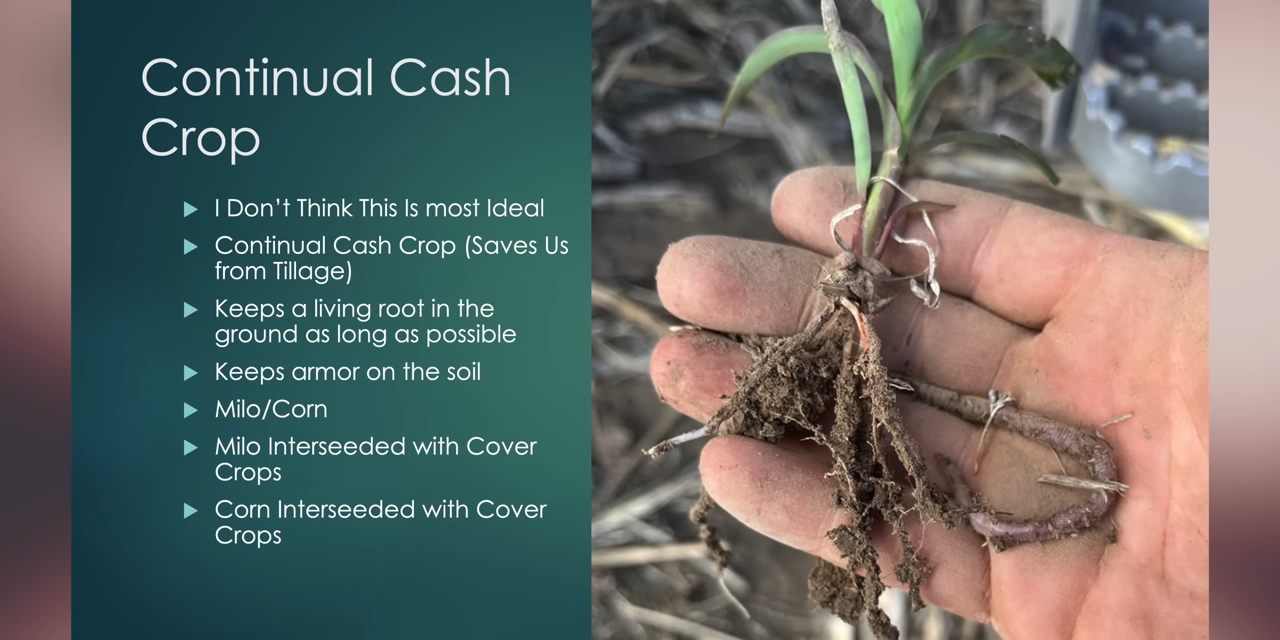 Continual Cash
Crop
I Don’t Think This Is most Ideal
Continual Cash Crop (Saves Us
from Tillage)
Keeps a living root in the
ground as long as possible
Keeps armor on the soil
Milo/Corn
Milo Interseeded with Cover
Crops
Corn Interseeded with Cover
Crops